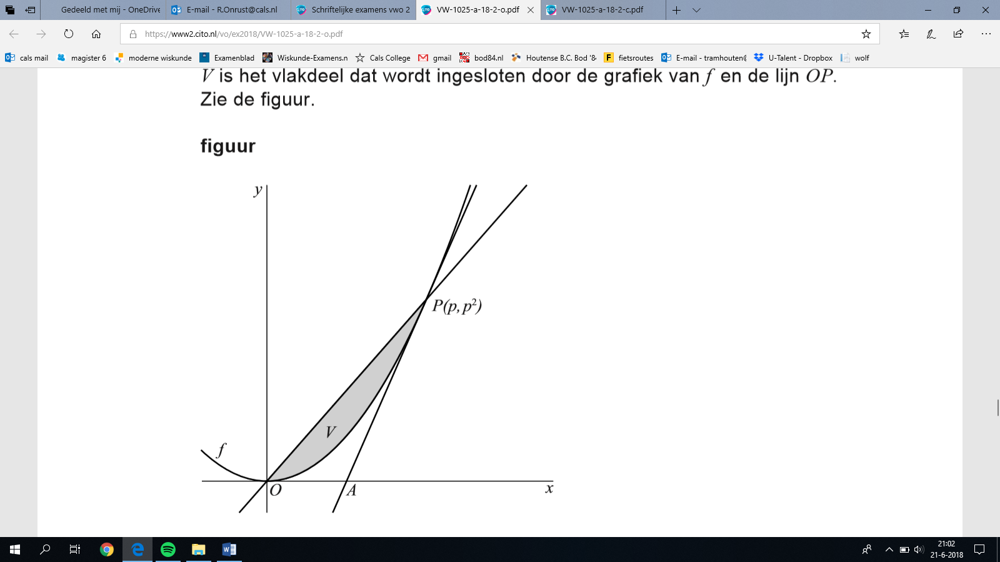 Gedeeld met mij - OneDrive
E-mail - R.Onrust@cals.nl
Schriftelijke examens vwo 2
VW-1025-a-18-2-o.pdf
VW-1025-a-18-2-c.pdf
https://www2.cito.nl/vo/ex2018/VW-1025-a-18-2-o.pdf
cals mail
magister 6
moderne wiskunde
Examenblad
Wiskunde-Examens.n
Cals College
gmail
bod84.nl
Houtense B.C. Bod '84
fietsroutes
E-mail - tramhouten@
U-Talent - Dropbox
wolf
V is het vlakdeel dat wordt ingesloten door de grafiek van f en de lijn OP.
Zie de figuur.
figuur
y
P(p, p²)
V
f
O
A
x
21:02
21-6-2018